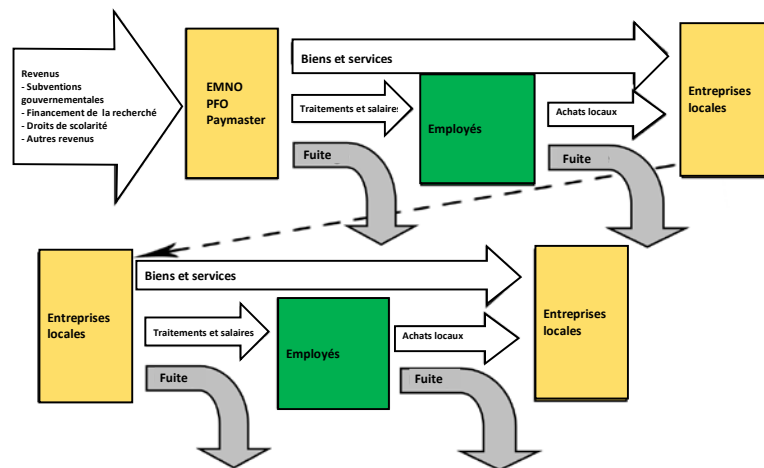 Revenus
- Subventions
gouvernementales
- Financement de la recherché
- Droits de scolarité
- Autres revenus
EMNO
PFO
Paymaster
Biens et services
Traitements et salaires
Fuite
Employés
Achats locaux
Fuite
Entreprises
locales
Entreprises
locales
Biens et services
Traitements et salaires
Fuite
Employés
Achats locaux
Fuite
Entreprises
locales